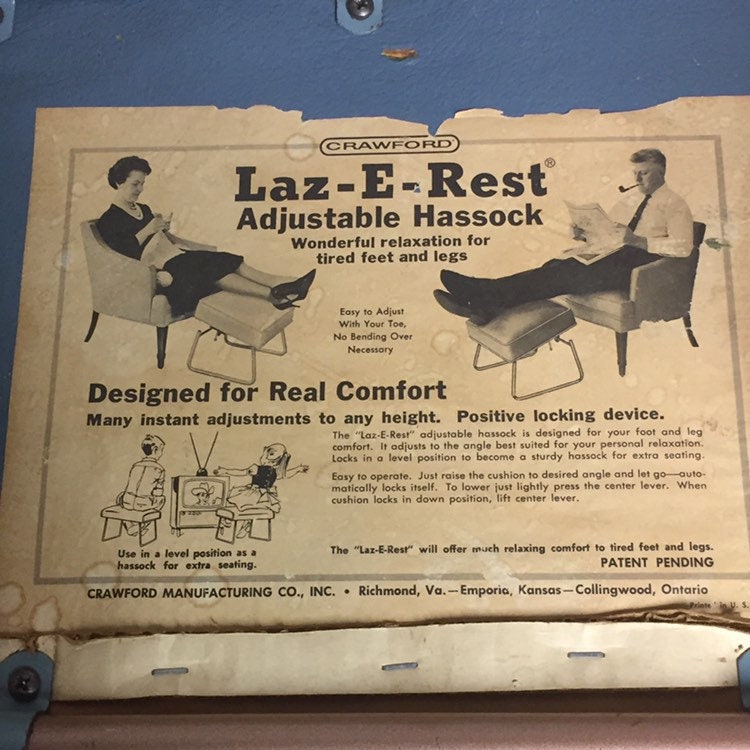 CRAWFORD
Laz-E-Rest®
Adjustable Hassock
Wonderful relaxation for
tired feet and legs
Easy to Adjust
With Your Toe,
No Bending Over
Necessary
Designed for Real Comfort
Many instant adjustments to any height. Positive locking device.
The "Laz-E-Rest" adjustable hassock is designed for your foot and leg
comfort. It adjusts to the angle best suited for your personal relaxation.
Locks in a level position to become a sturdy hassock for extra seating.
Easy to operate. Just raise the cushion to desired angle and let go—auto-
matically locks itself. To lower just lightly press the center lever. When
cushion locks in down position, lift center lever.
Use in a level position as a
hassock for extra seating.
The "Laz-E-Rest" will offer much relaxing comfort to tired feet and legs.
PATENT PENDING
CRAWFORD MANUFACTURING CO., INC. • Richmond, Va.—Emporia, Kansas—Collingwood, Ontario
in U. S.